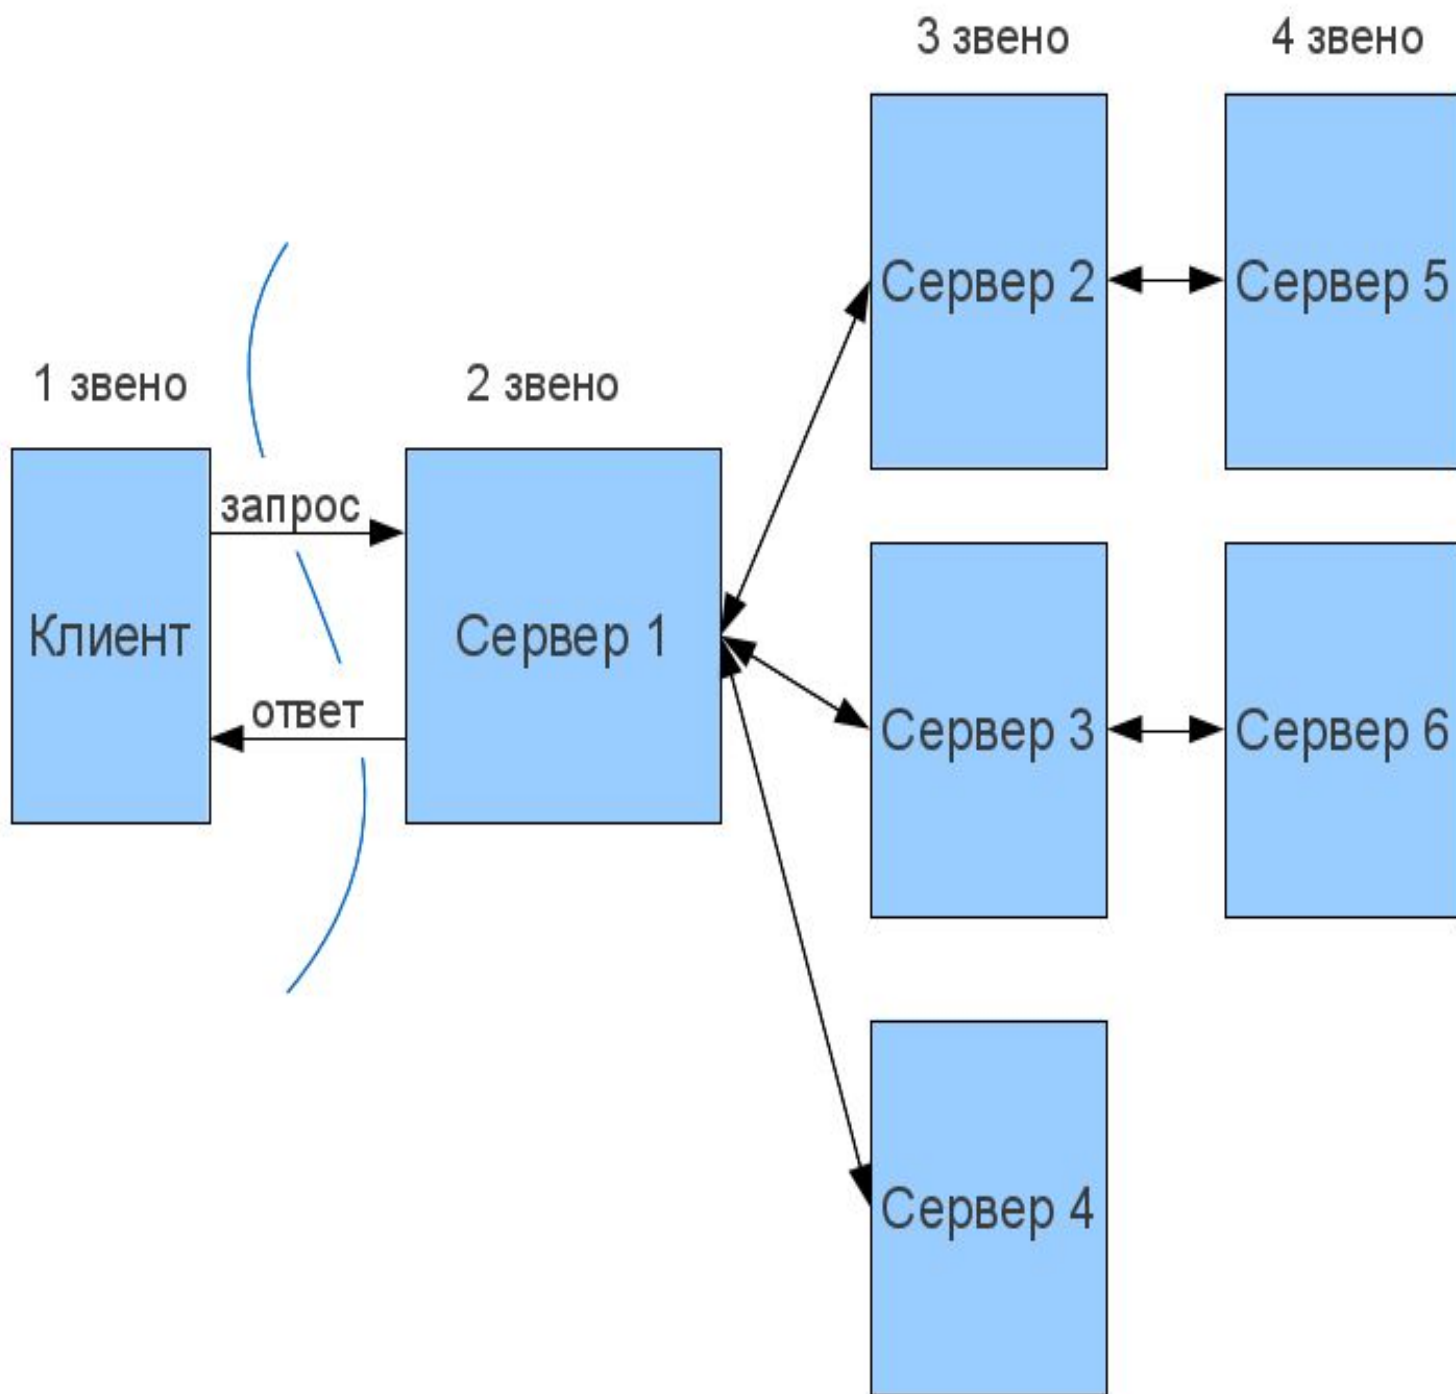 3 звено
4 звено
1 звено
2 звено
Сервер 2
Сервер 5
запрос
Клиент
Сервер 1
ответ
Сервер 3
Сервер 6
Сервер 4